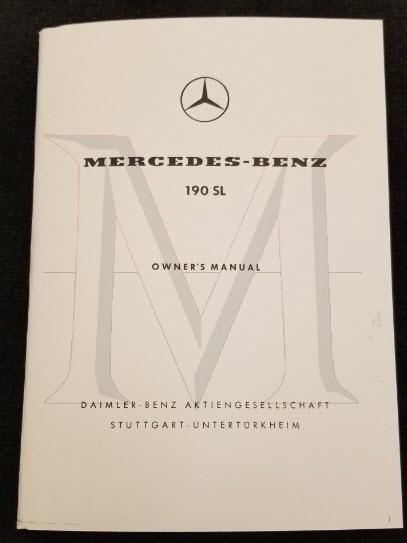 MERCEDES-BENZ
190 SL
OWNER'S MANUAL
M
DAIMLER-BENZ AKTIENGESELLSCHAFT
STUTTGART-UNTERTÜRKHEIM